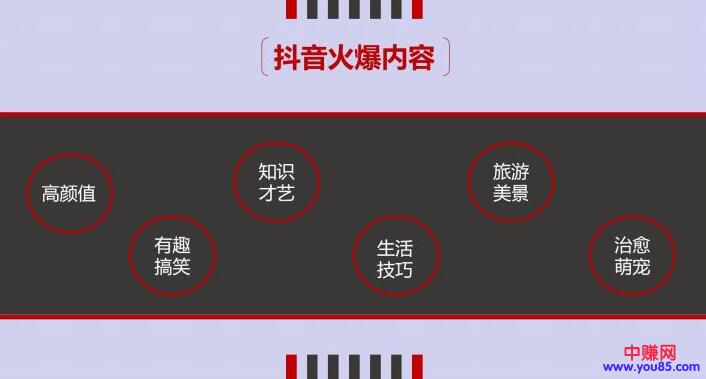 抖音火爆内容
高颜值
有趣
搞笑
知识
才艺
生活
技巧
旅游
美景
治愈
萌宠
中赚网
www.you85.com